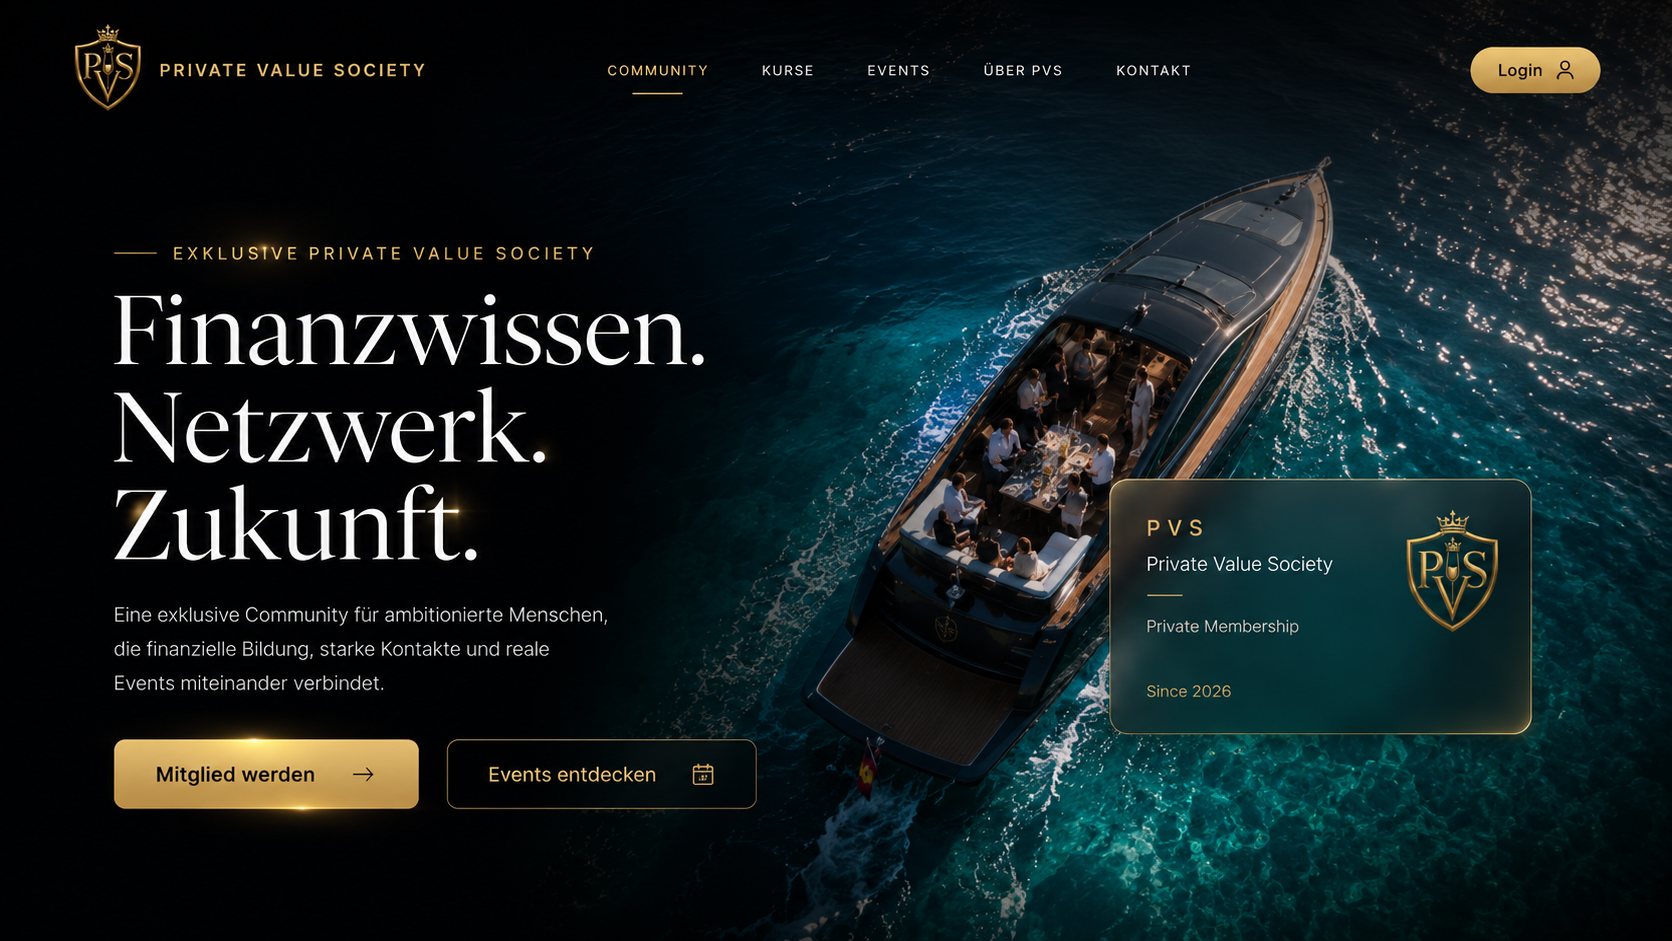 PVS
PRIVATE VALUE SOCIETY
COMMUNITY
KURSE
EVENTS
ÜBER PVS
KONTAKT
Login
EXKLUSIVE PRIVATE VALUE SOCIETY
Finanzwissen.
Netzwerk.
Zukunft.
Eine exklusive Community für ambitionierte Menschen,
die finanzielle Bildung, starke Kontakte und reale
Events miteinander verbindet.
Mitglied werden
Events entdecken
PVS
Private Value Society
Private Membership
Since 2026
PVS